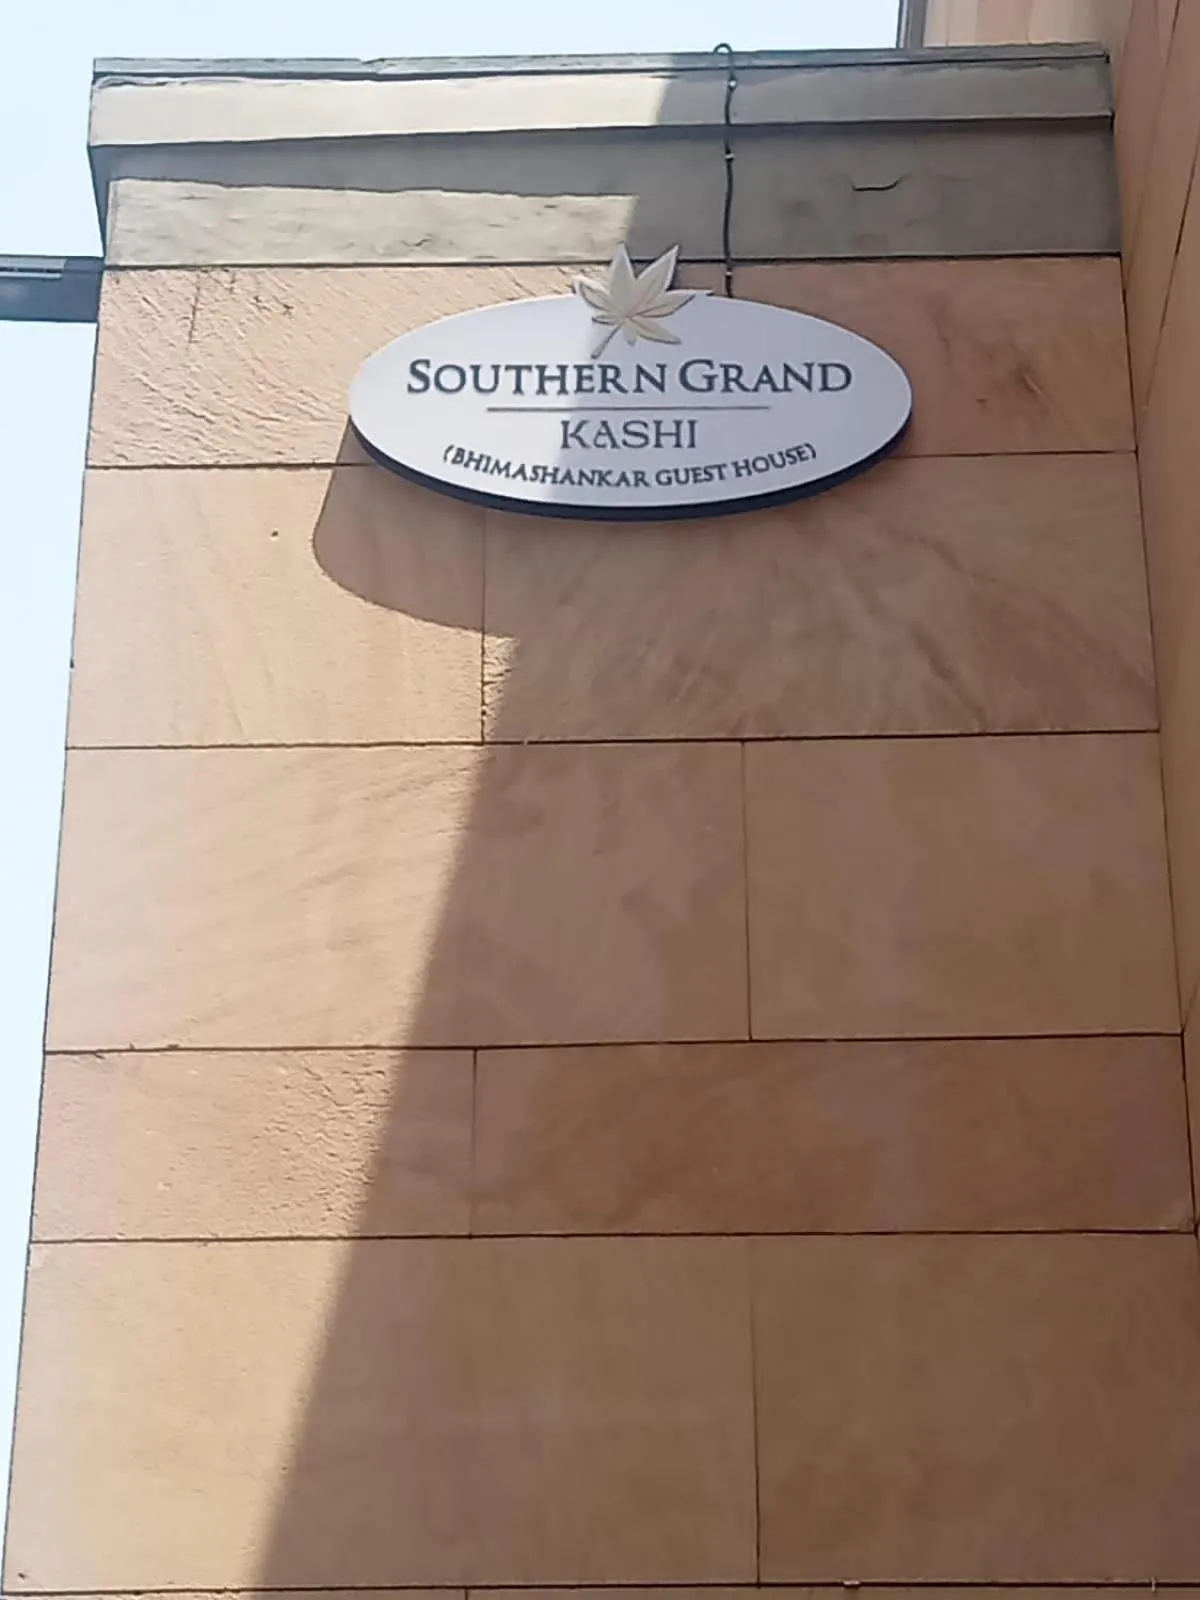 SOUTHERN GRAND
KASHI
(BHIMASHANKAR GUEST HOUSE)